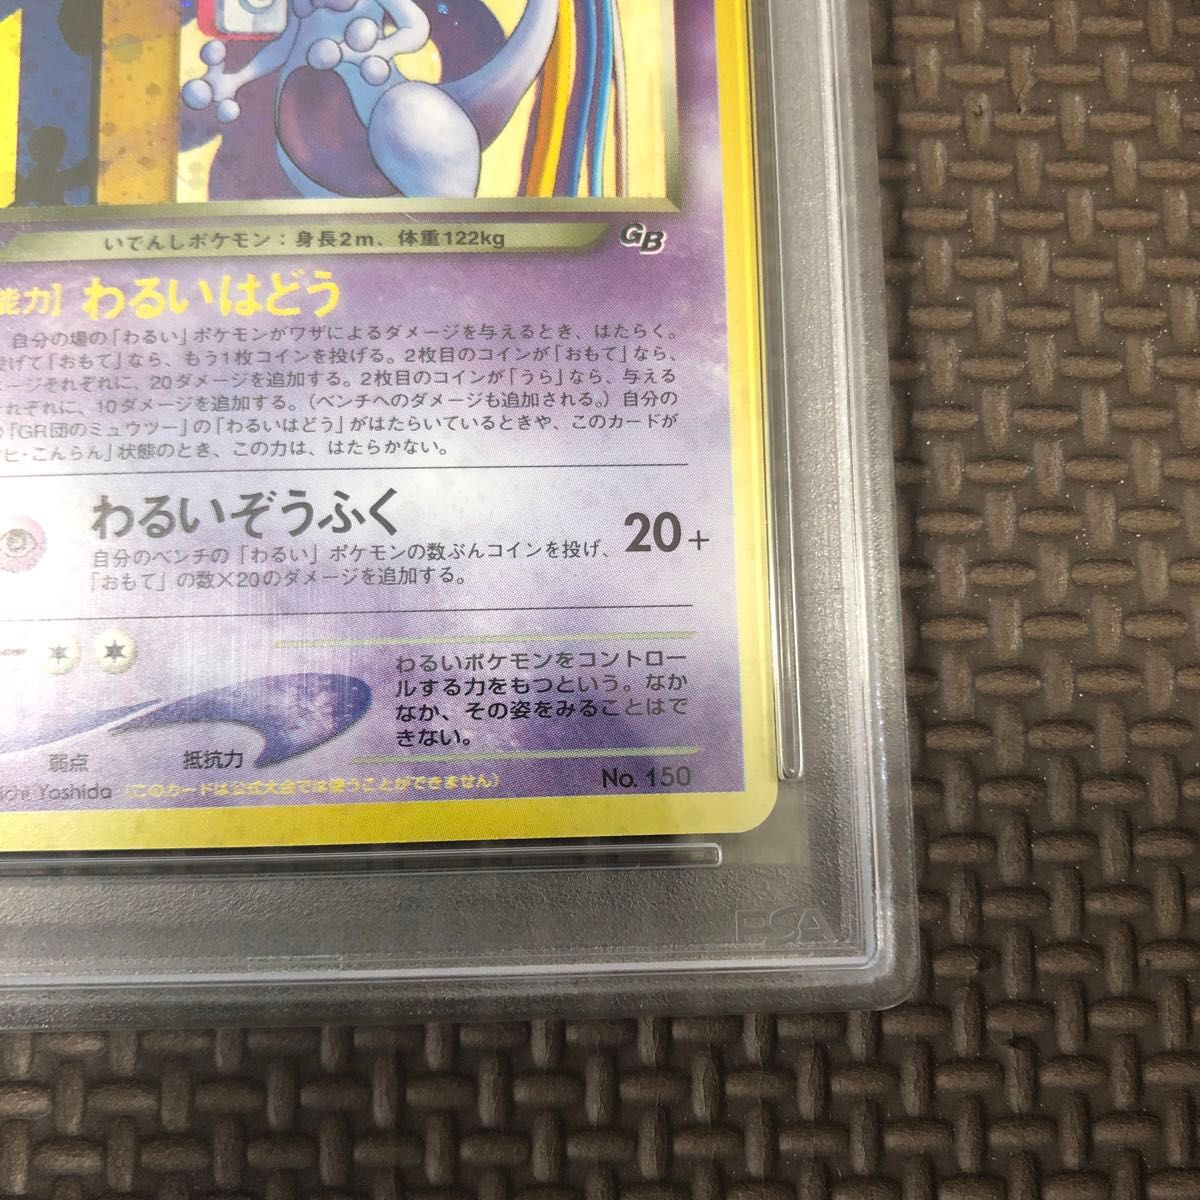 いでんしポケモン：身長2m、体重122kg
GB
能力］わるいはどう
自分の場の「わるい」ポケモンがワザによるダメージを与えるとき、はたらく。
げて「おもて」なら、もう1枚コインを投げる。2枚目のコインが「おもて」なら、
ージそれぞれに、20ダメージを追加する。2枚目のコインが「うら」なら、与える
れぞれに、10ダメージを追加する。（ベンチへのダメージも追加される。）自分の
「GR団のミュウツー」の「わるいはどう」がはたらいているときや、このカードが
ヒ・こんらん」状態のとき、この力は、はたらかない。
わるいぞうふく 20+
自分のベンチの「わるい」ポケモンの数ぶんコインを投げ、
「おもて」の数×20のダメージを追加する。
わるいポケモンをコントロー
ルする力をもつという。なか
なか、その姿をみることはで
きない。
弱点 抵抗力
ichi Yoshida （このカードは公式大会では使うことができません） No. 150
PSA